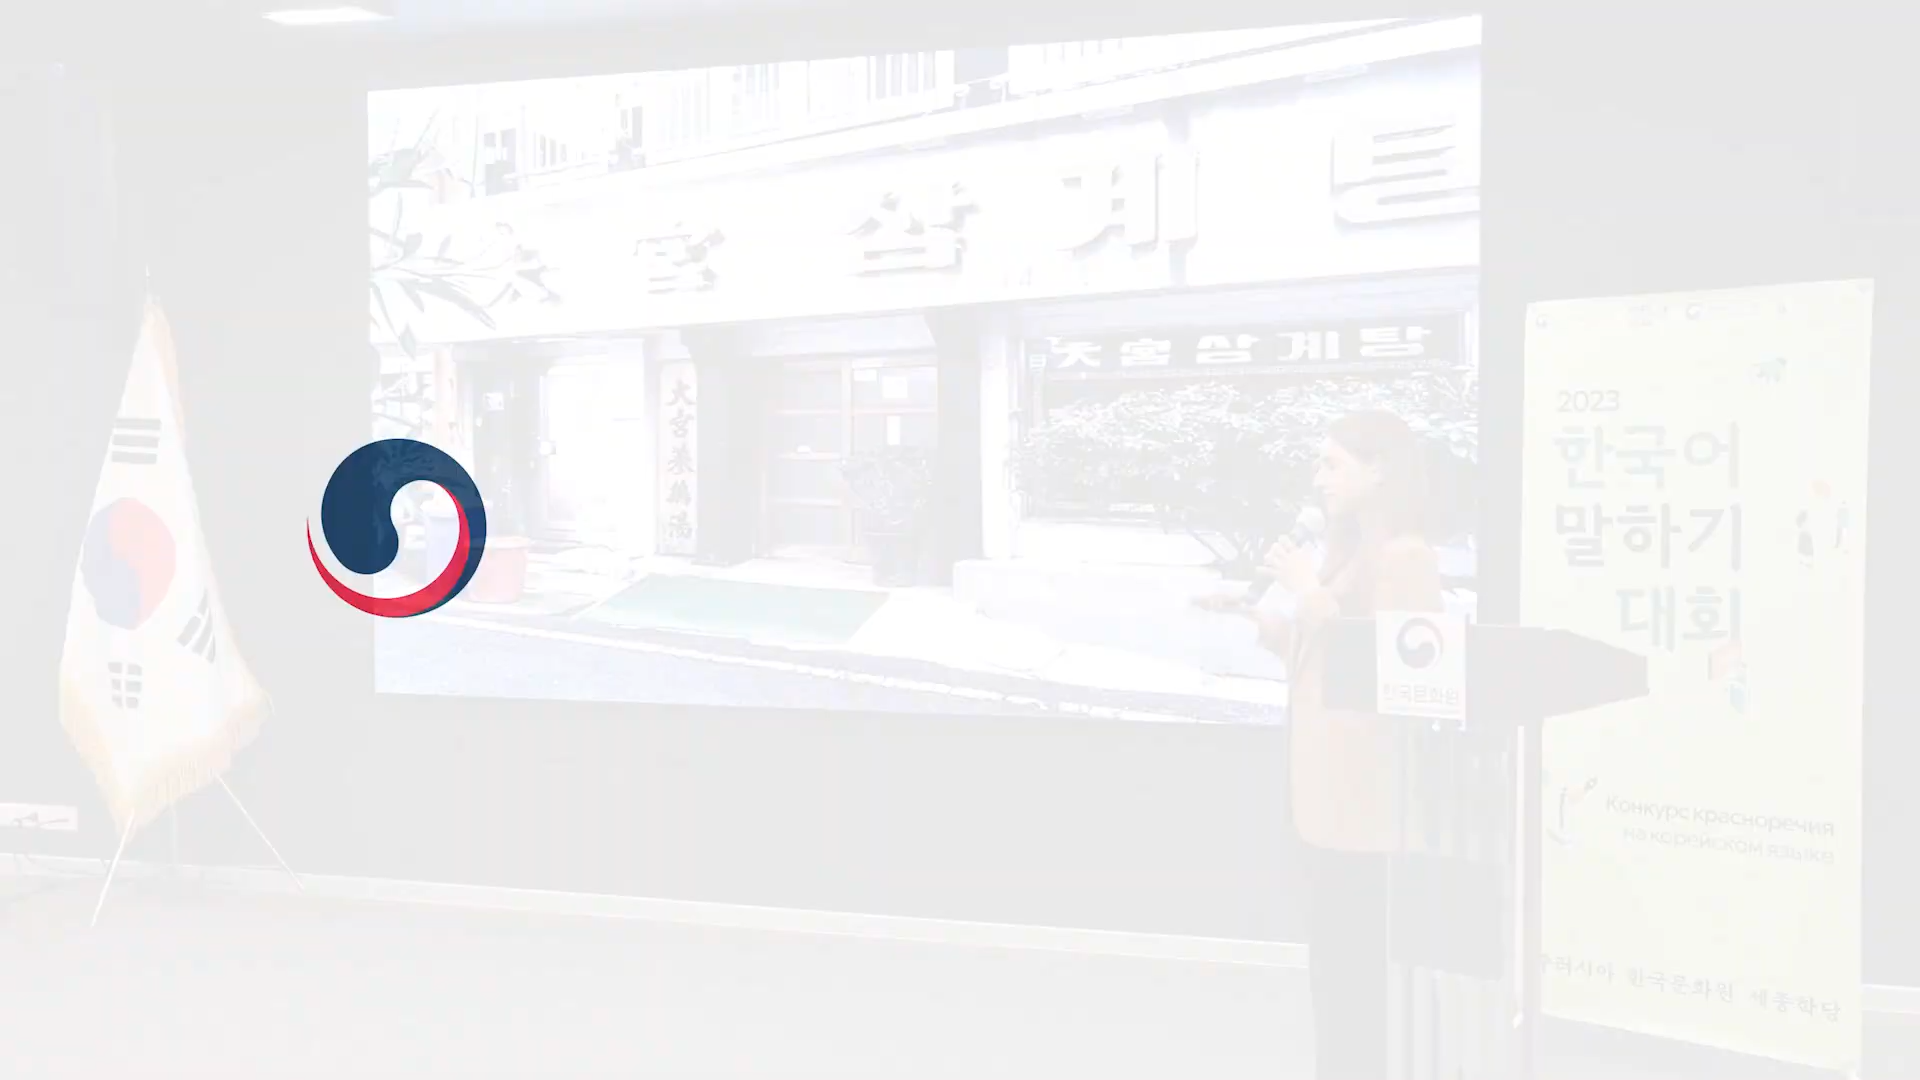 大宮 삼계탕
大宮삼계탕
大宮蔘鷄湯
한국문화원
2023
한국어
말하기
대회
Конкурс красноречия
на корейском языке
주러시아 한국문화원 세종학당